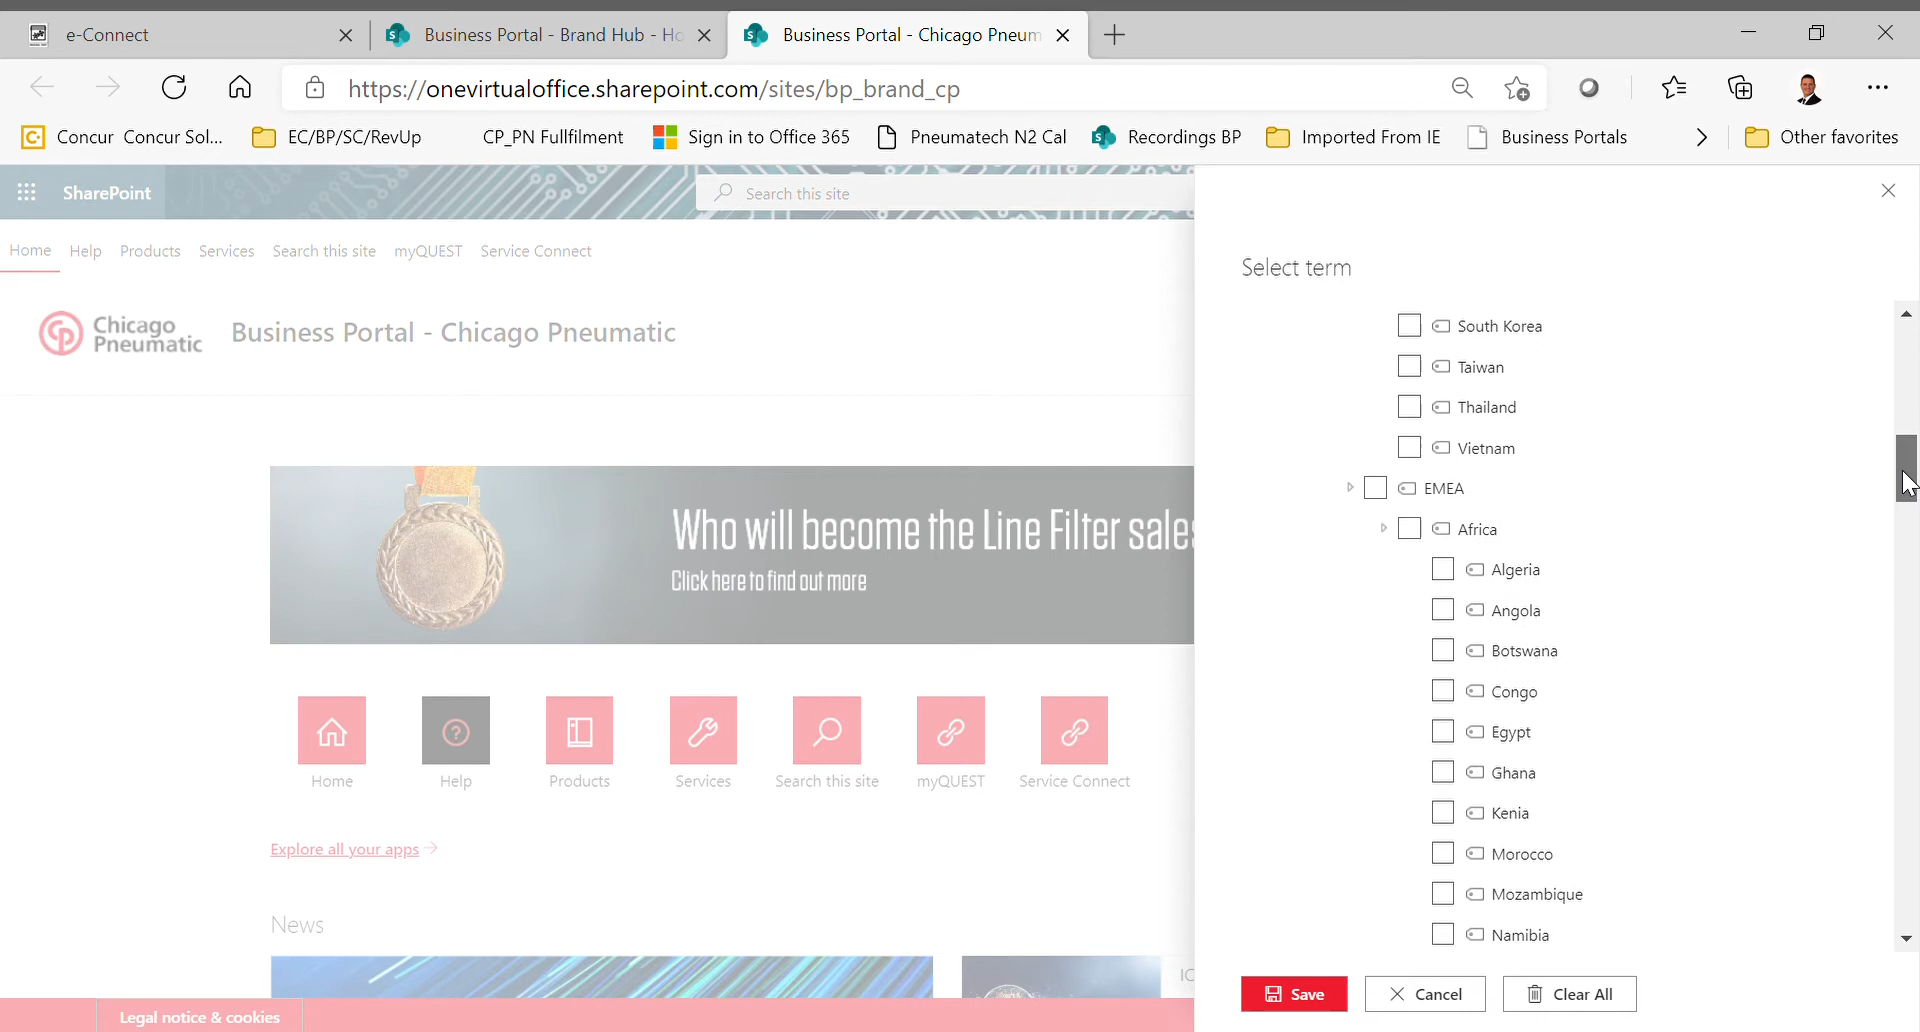 e-Connect
Business Portal - Brand Hub - Ho
Business Portal - Chicago Pneum
https://onevirtualoffice.sharepoint.com/sites/bp_brand_cp
Concur Concur Sol...
EC/BP/SC/RevUp
CP_PN Fullfilment
Sign in to Office 365
Pneumatech N2 Cal
Recordings BP
Imported From IE
Business Portals
Other favorites
SharePoint
Search this site
Home Help Products Services Search this site myQUEST Service Connect
Chicago
Pneumatic
Business Portal - Chicago Pneumatic
Who will become the Line Filter sales
Click here to find out more
Home
Help
Products
Services
Search this site
myQUEST
Service Connect
Explore all your apps
News
IC
Legal notice & cookies
Select term
South Korea
Taiwan
Thailand
Vietnam
EMEA
Africa
Algeria
Angola
Botswana
Congo
Egypt
Ghana
Kenia
Morocco
Mozambique
Namibia
Save
Cancel
Clear All